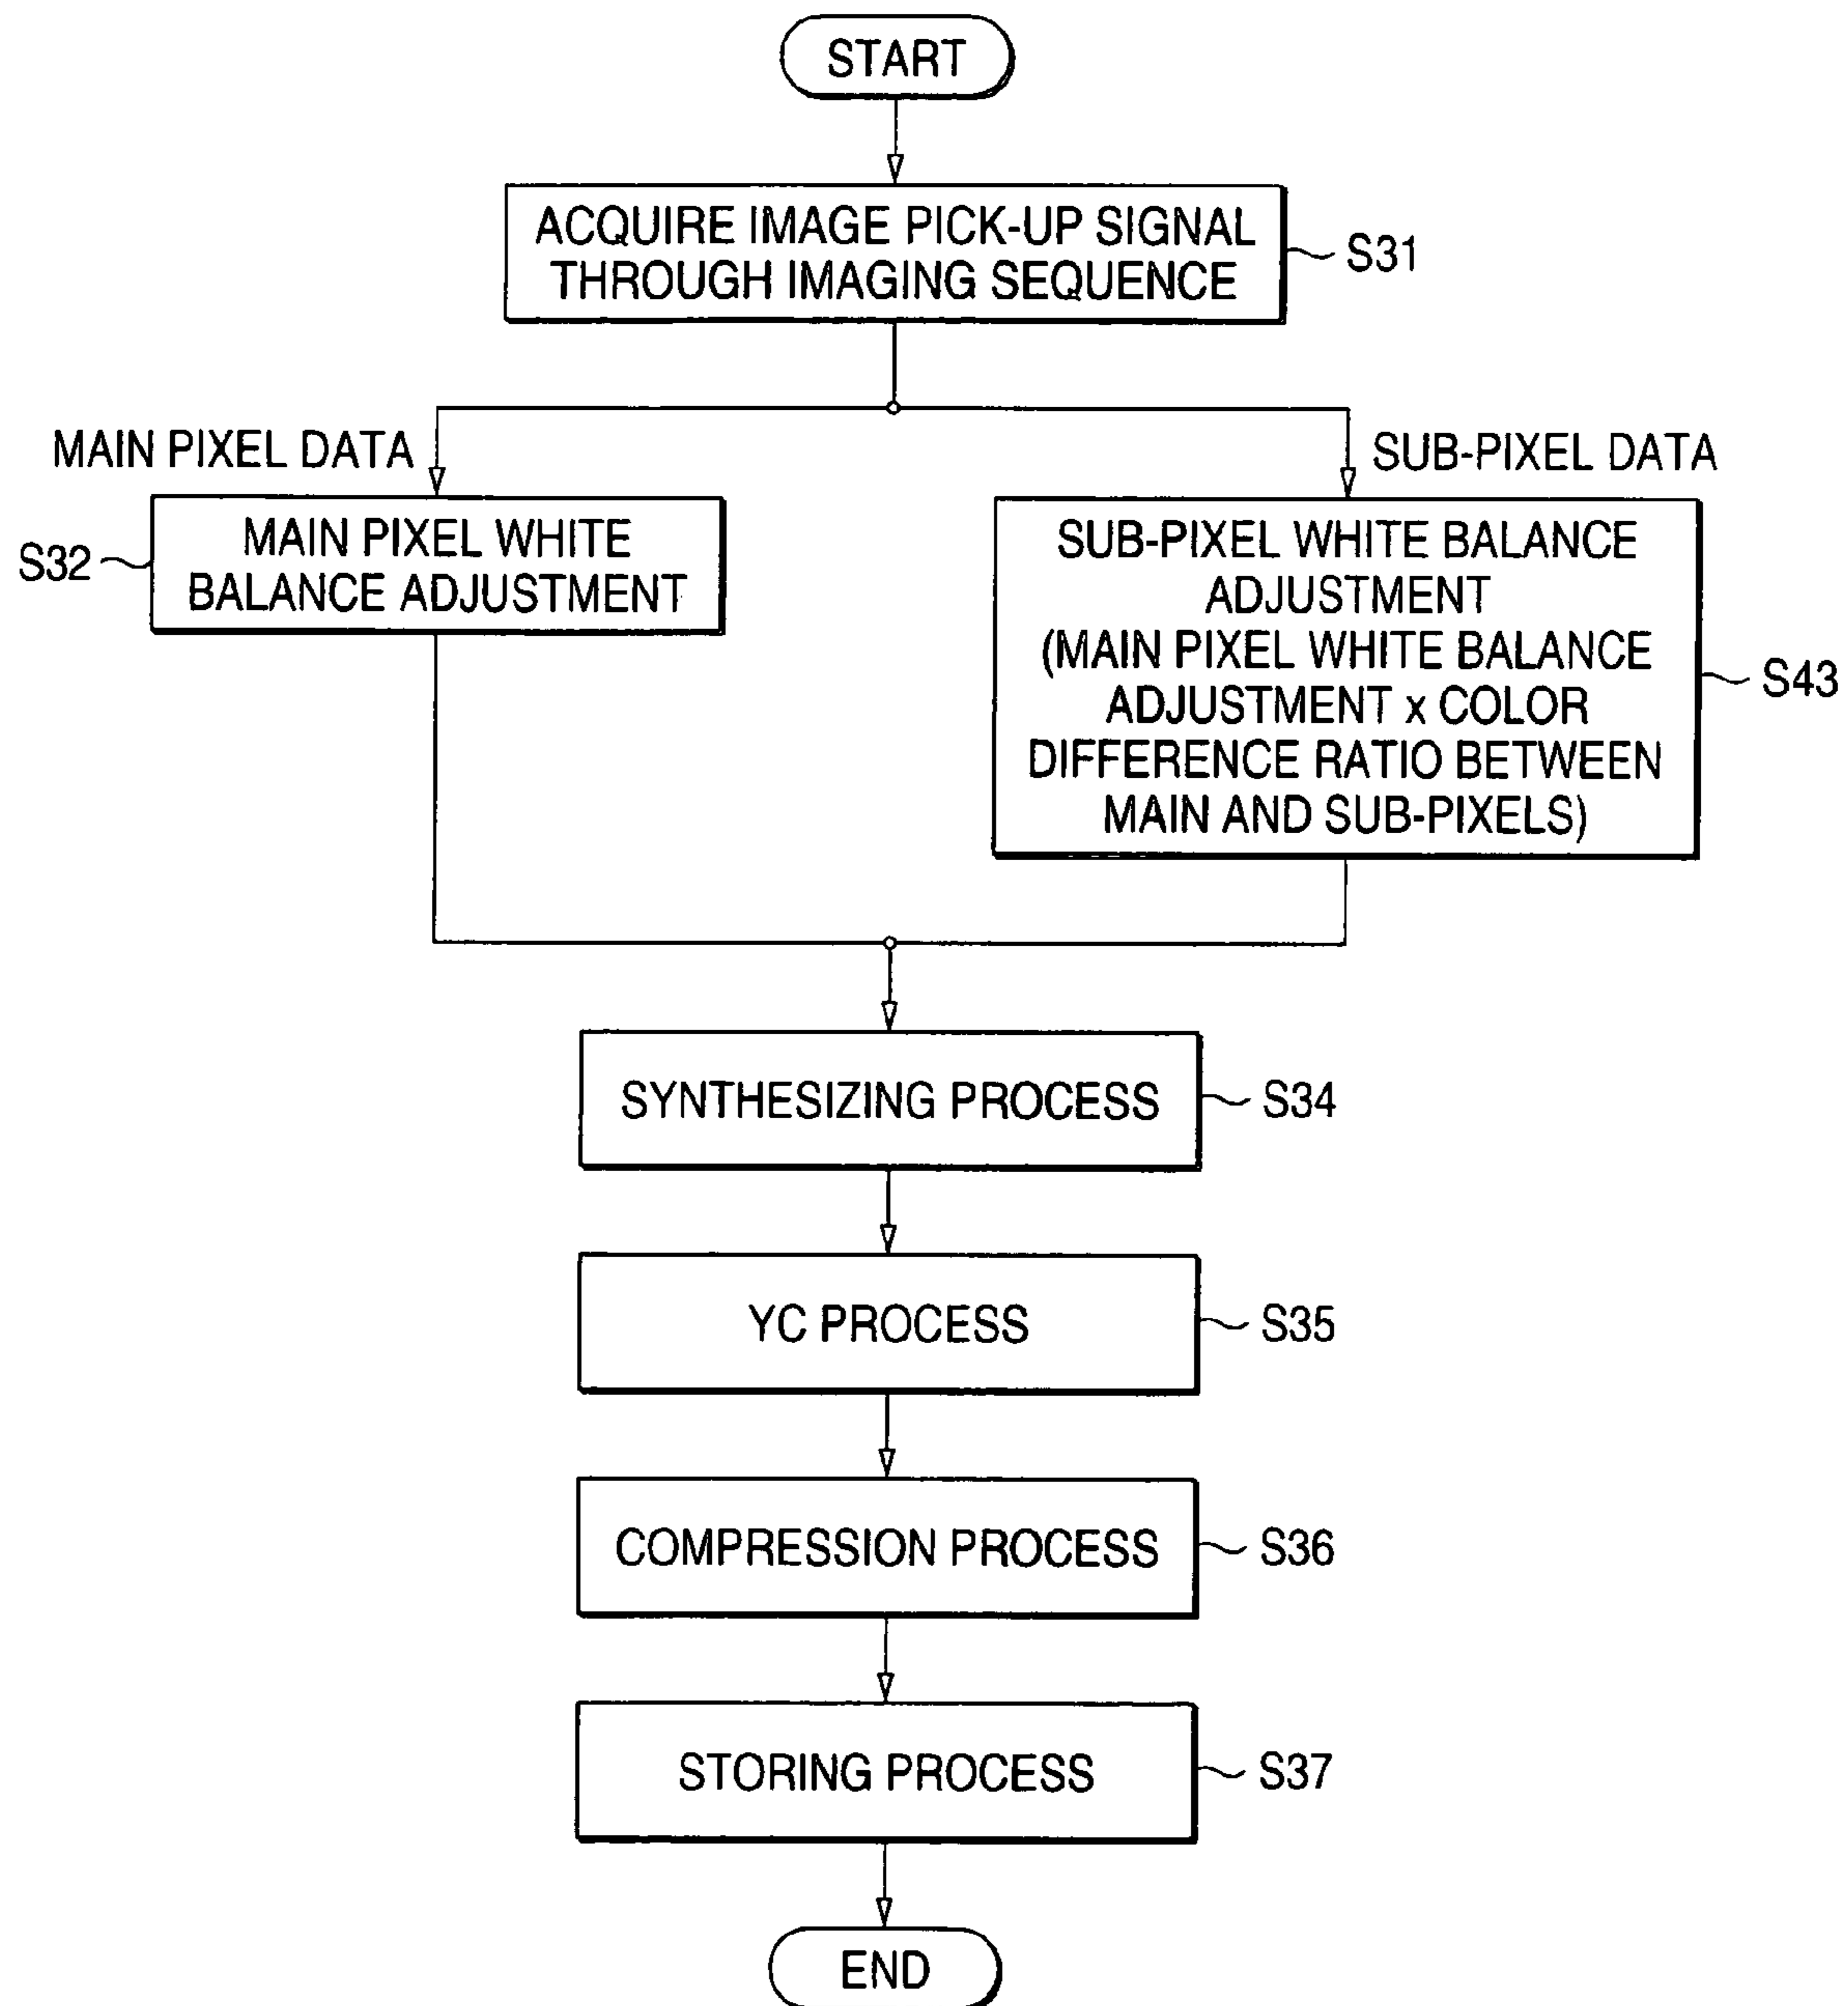 START
ACQUIRE IMAGE PICK-UP SIGNAL
THROUGH IMAGING SEQUENCE
S31
MAIN PIXEL DATA
SUB-PIXEL DATA
S32
MAIN PIXEL WHITE
BALANCE ADJUSTMENT
SUB-PIXEL WHITE BALANCE
ADJUSTMENT
(MAIN PIXEL WHITE BALANCE
ADJUSTMENT x COLOR
DIFFERENCE RATIO BETWEEN
MAIN AND SUB-PIXELS)
S43
SYNTHESIZING PROCESS
S34
YC PROCESS
S35
COMPRESSION PROCESS
S36
STORING PROCESS
S37
END